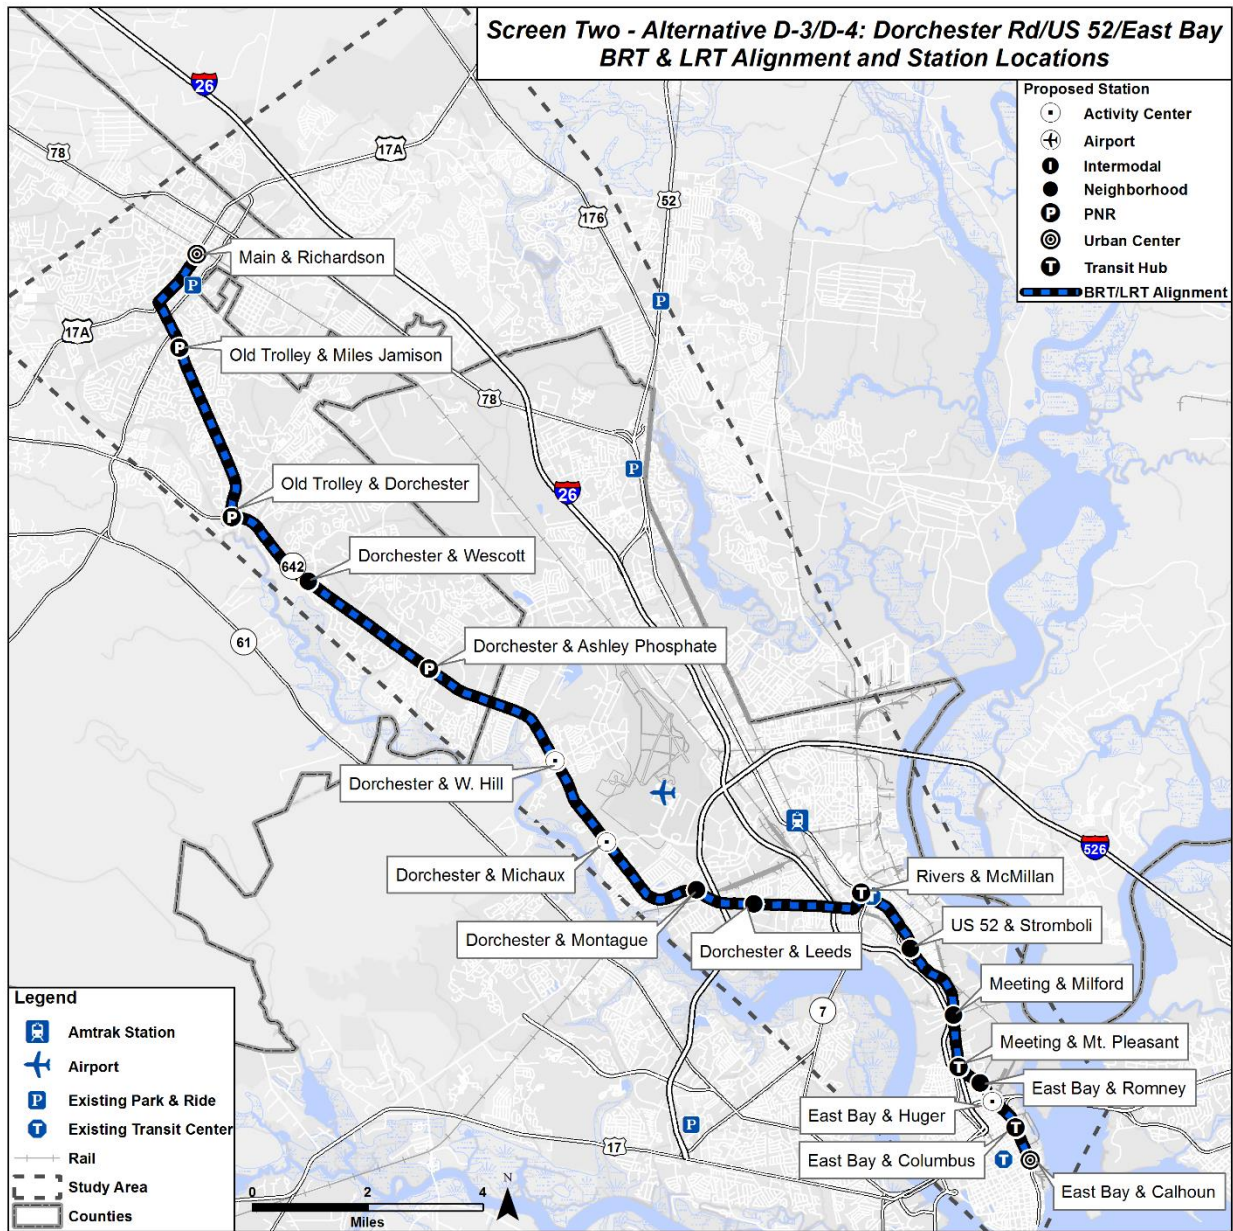 Screen Two - Alternative D-3/D-4: Dorchester Rd/US 52/East Bay
BRT & LRT Alignment and Station Locations
Proposed Station
Activity Center
Airport
I Intermodal
Neighborhood
P PNR
Urban Center
T Transit Hub
BRT/LRT Alignment
26
17A
78
176
52
Main & Richardson
P
P
17A
P Old Trolley & Miles Jamison
78
P
26
Old Trolley & Dorchester
P
Dorchester & Wescott
642
61
Dorchester & Ashley Phosphate
P
Dorchester & W. Hill
526
Dorchester & Michaux
Rivers & McMillan
T
US 52 & Stromboli
Dorchester & Montague
Dorchester & Leeds
Meeting & Milford
7
Meeting & Mt. Pleasant
T
East Bay & Romney
East Bay & Huger
P
T
17
East Bay & Columbus
T
East Bay & Calhoun
Legend
Amtrak Station
Airport
P Existing Park & Ride
T Existing Transit Center
Rail
Study Area
Counties
0 2 4
Miles
N